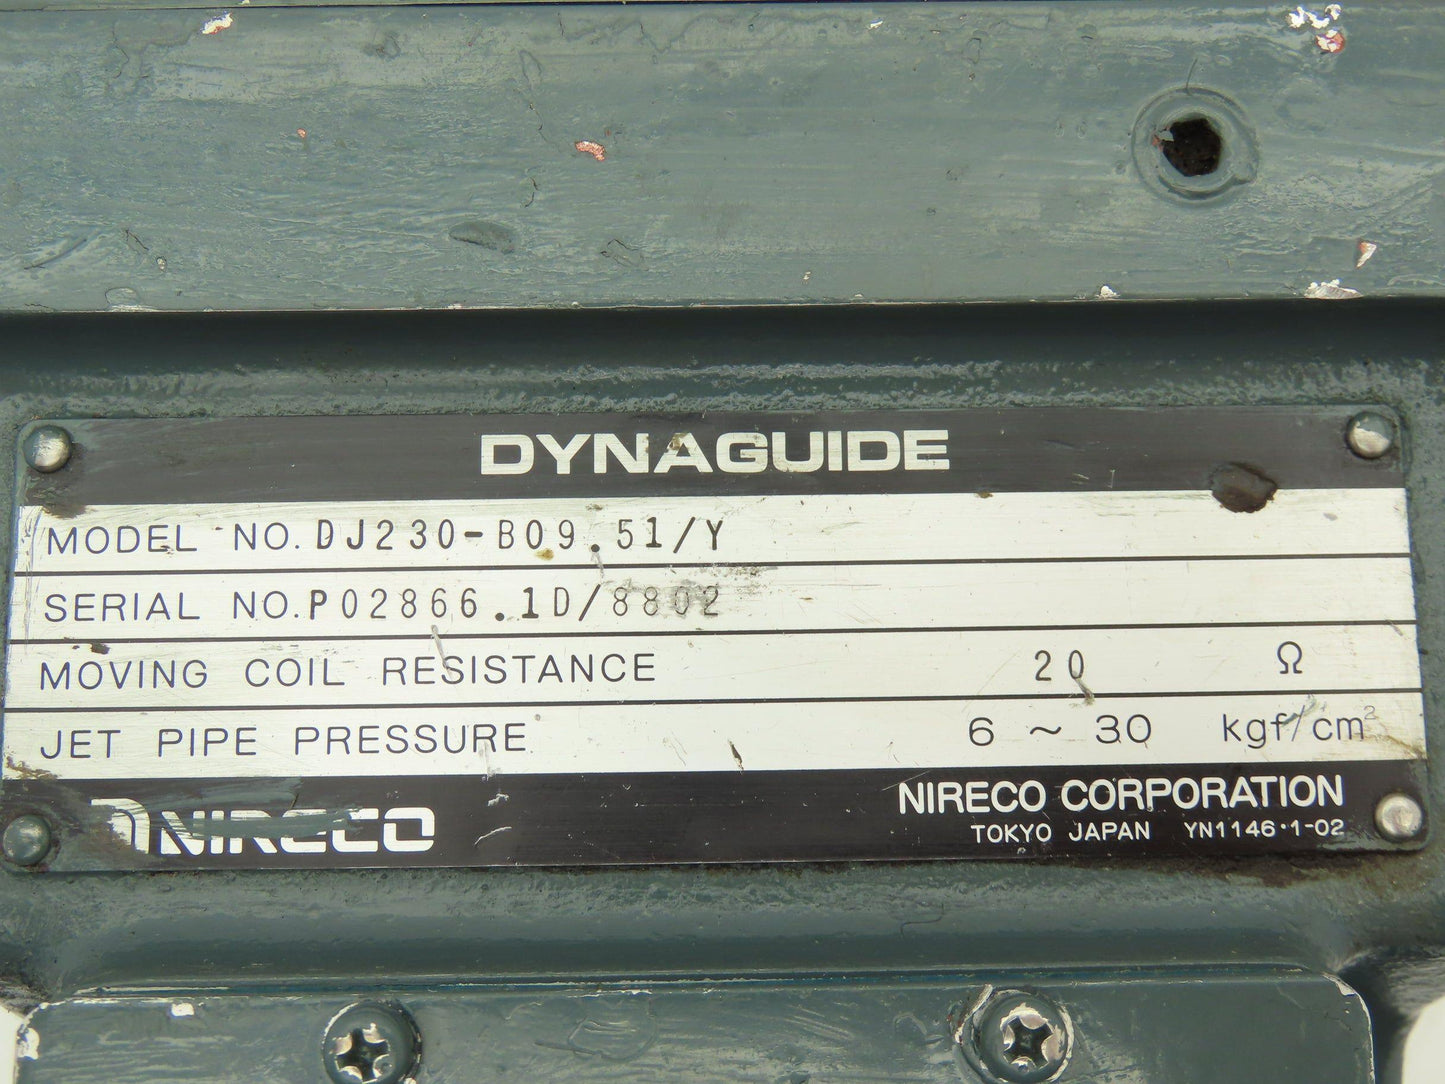 DYNAGUIDE
MODEL NO. DJ230-B09.51/Y
SERIAL NO. P02866.1D/8802
MOVING COIL RESISTANCE 20 Ω
JET PIPE PRESSURE 6 ~ 30 kgf/cm²
NIRECO
NIRECO CORPORATION
TOKYO JAPAN YN1146·1-02